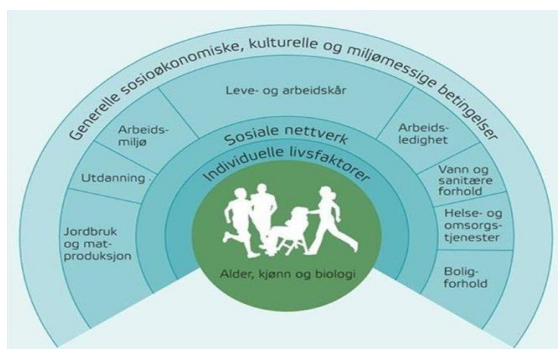 Generelle sosioøkonomiske, kulturelle og miljømessige betingelser
Leve- og arbeidskår
Arbeids-
miljø
Utdanning
Jordbruk
og mat-
produksjon
Arbeids-
ledighet
Vann og
sanitære
forhold
Helse- og
omsorgs-
tjenester
Bolig-
forhold
Sosiale nettverk
Individuelle livsfaktorer
Alder, kjønn og biologi